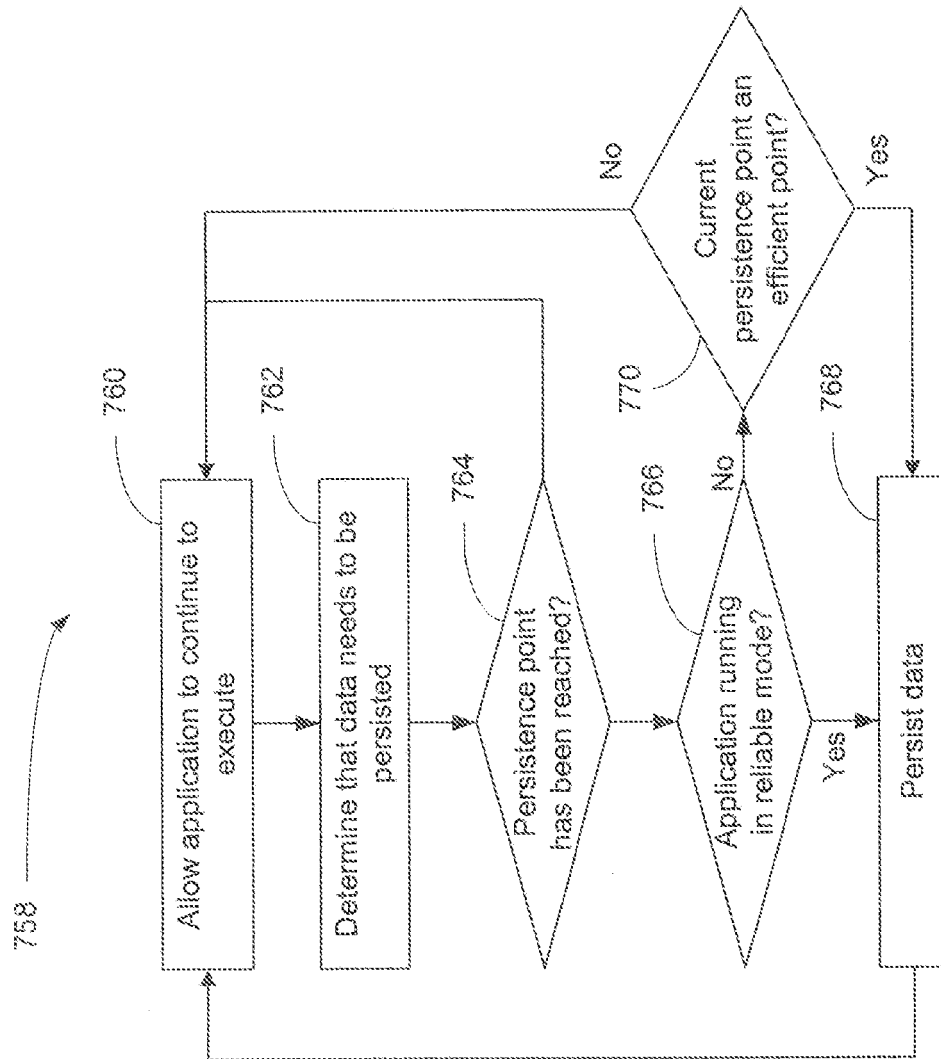 758
760
Allow application to continue to
execute
762
Determine that data needs to be
persisted
764
Persistence point
has been reached?
766
Application running
in reliable mode?
No
Yes
770
Current
persistence point an
efficient point?
No
Yes
768
Persist data